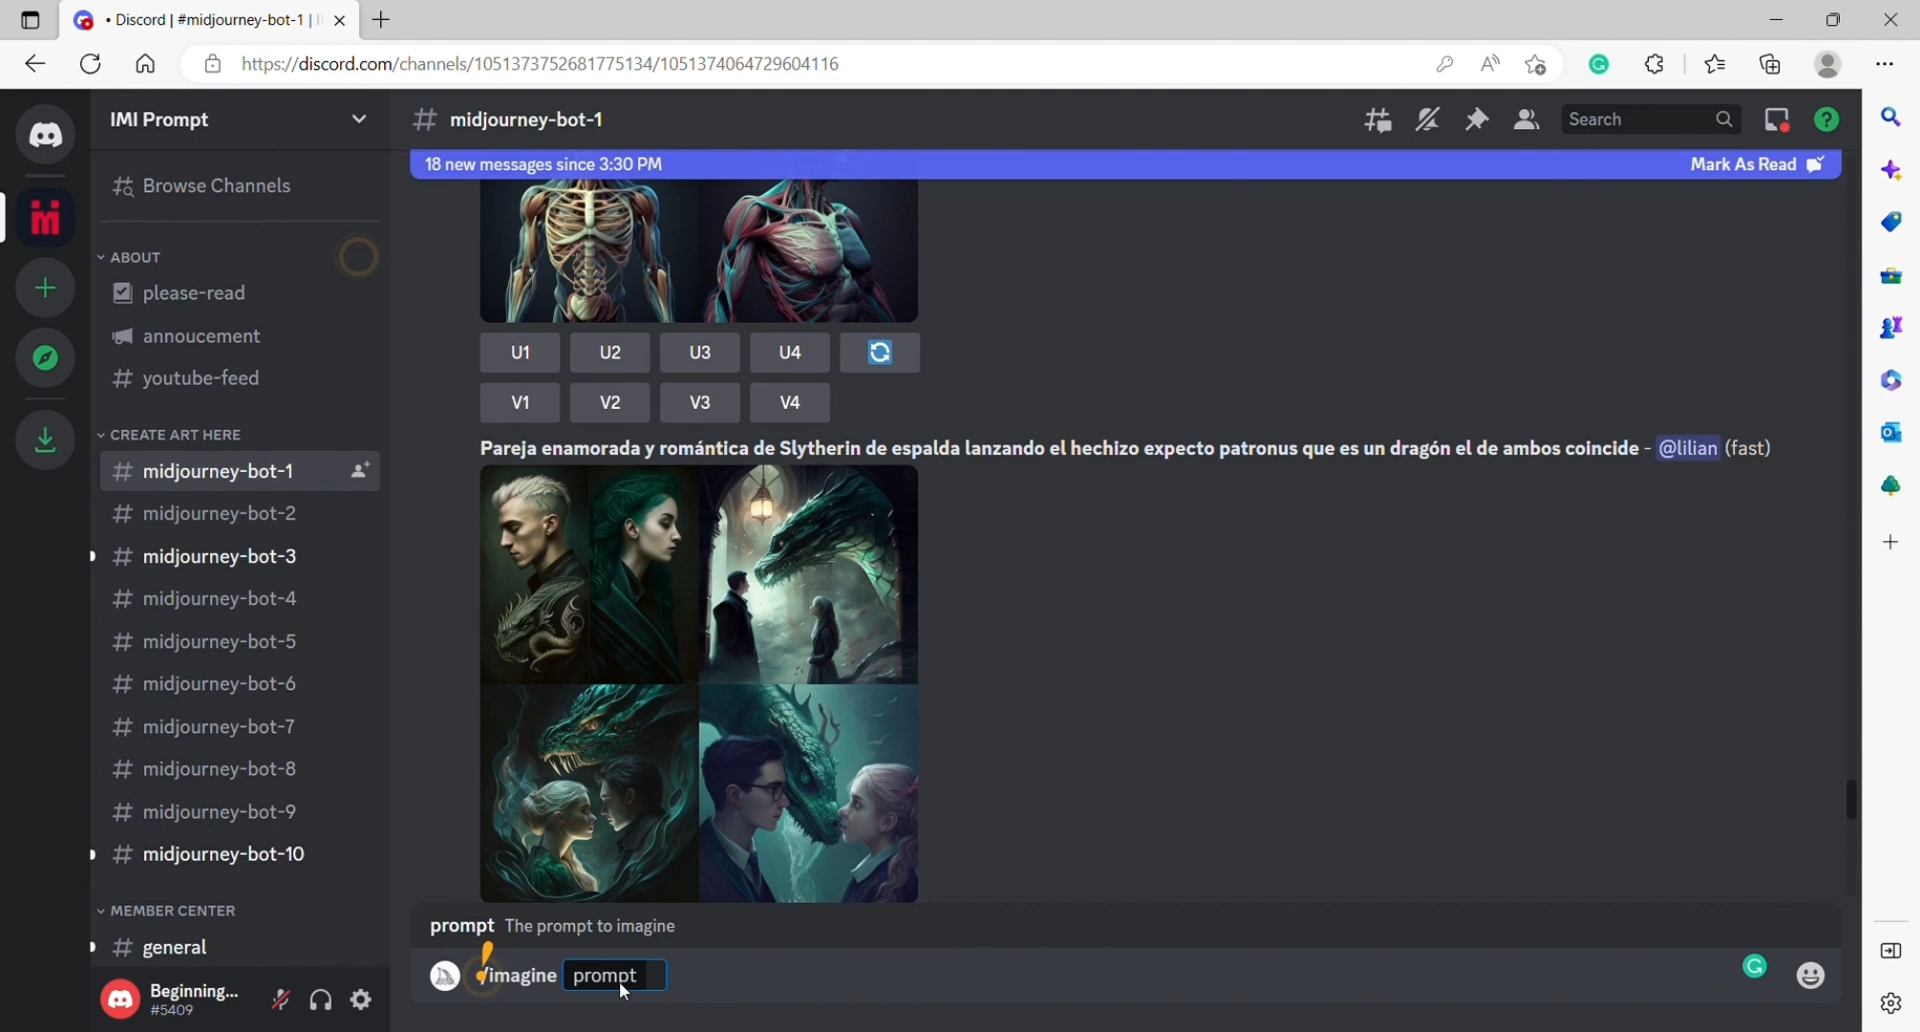 • Discord | #midjourney-bot-1 |
https://discord.com/channels/1051373752681775134/1051374064729604116
IMI Prompt
Browse Channels
ABOUT
please-read
annoucement
youtube-feed
CREATE ART HERE
midjourney-bot-1
midjourney-bot-2
midjourney-bot-3
midjourney-bot-4
midjourney-bot-5
midjourney-bot-6
midjourney-bot-7
midjourney-bot-8
midjourney-bot-9
midjourney-bot-10
MEMBER CENTER
general
Beginning...
#5409
midjourney-bot-1
Search
18 new messages since 3:30 PM
Mark As Read
U1 U2 U3 U4
V1 V2 V3 V4
Pareja enamorada y romántica de Slytherin de espalda lanzando el hechizo expecto patronus que es un dragón el de ambos coincide - @lilian (fast)
prompt The prompt to imagine
/imagine prompt